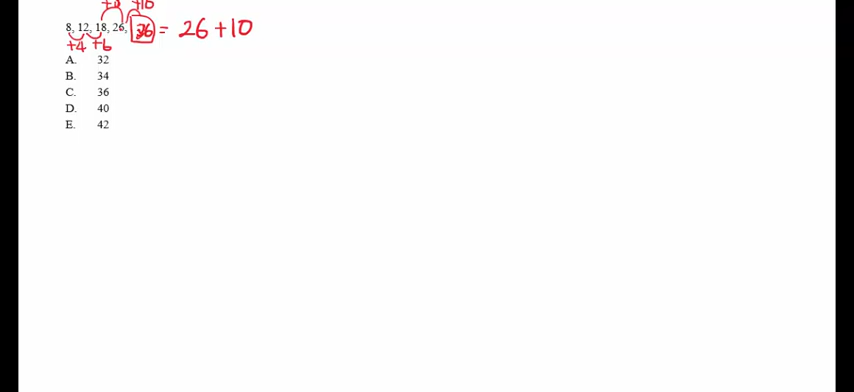 +8 +10
8, 12, 18, 26, 36 = 26 +10
+4 +6
A. 32
B. 34
C. 36
D. 40
E. 42